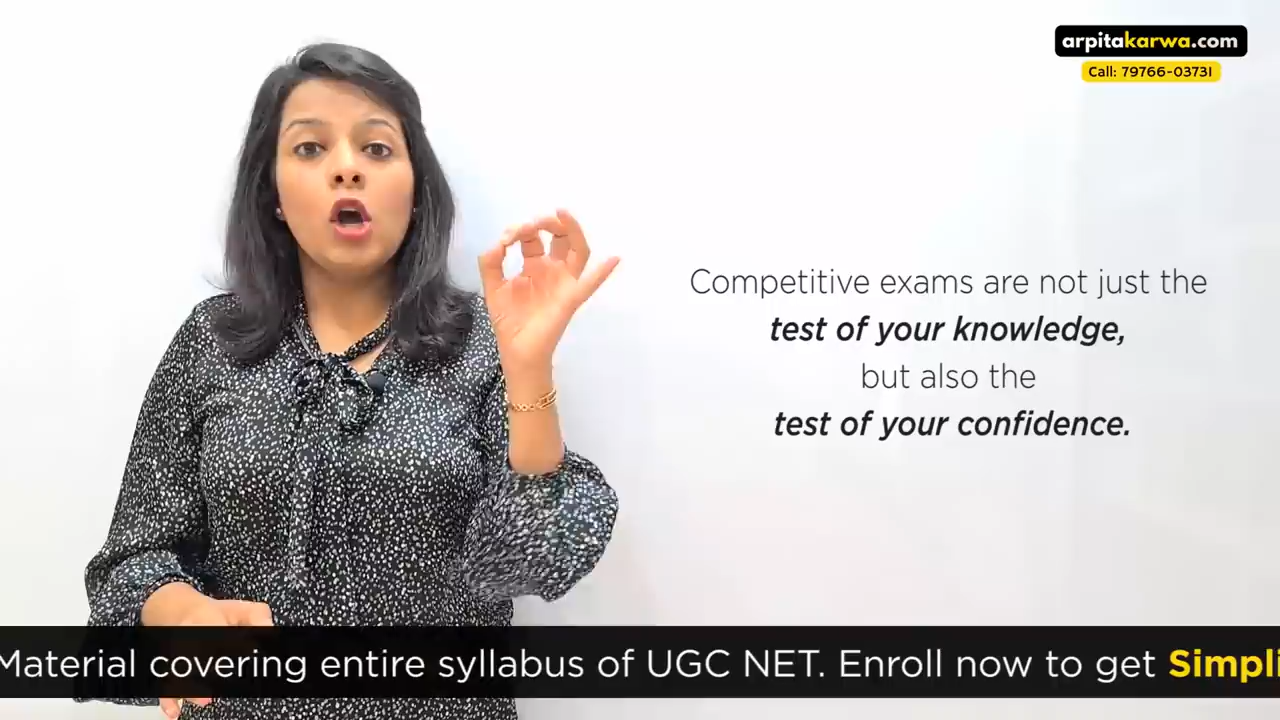 arpitakarwa.com
Call: 79766-03731
Competitive exams are not just the
test of your knowledge,
but also the
test of your confidence.
Material covering entire syllabus of UGC NET. Enroll now to get Simpli